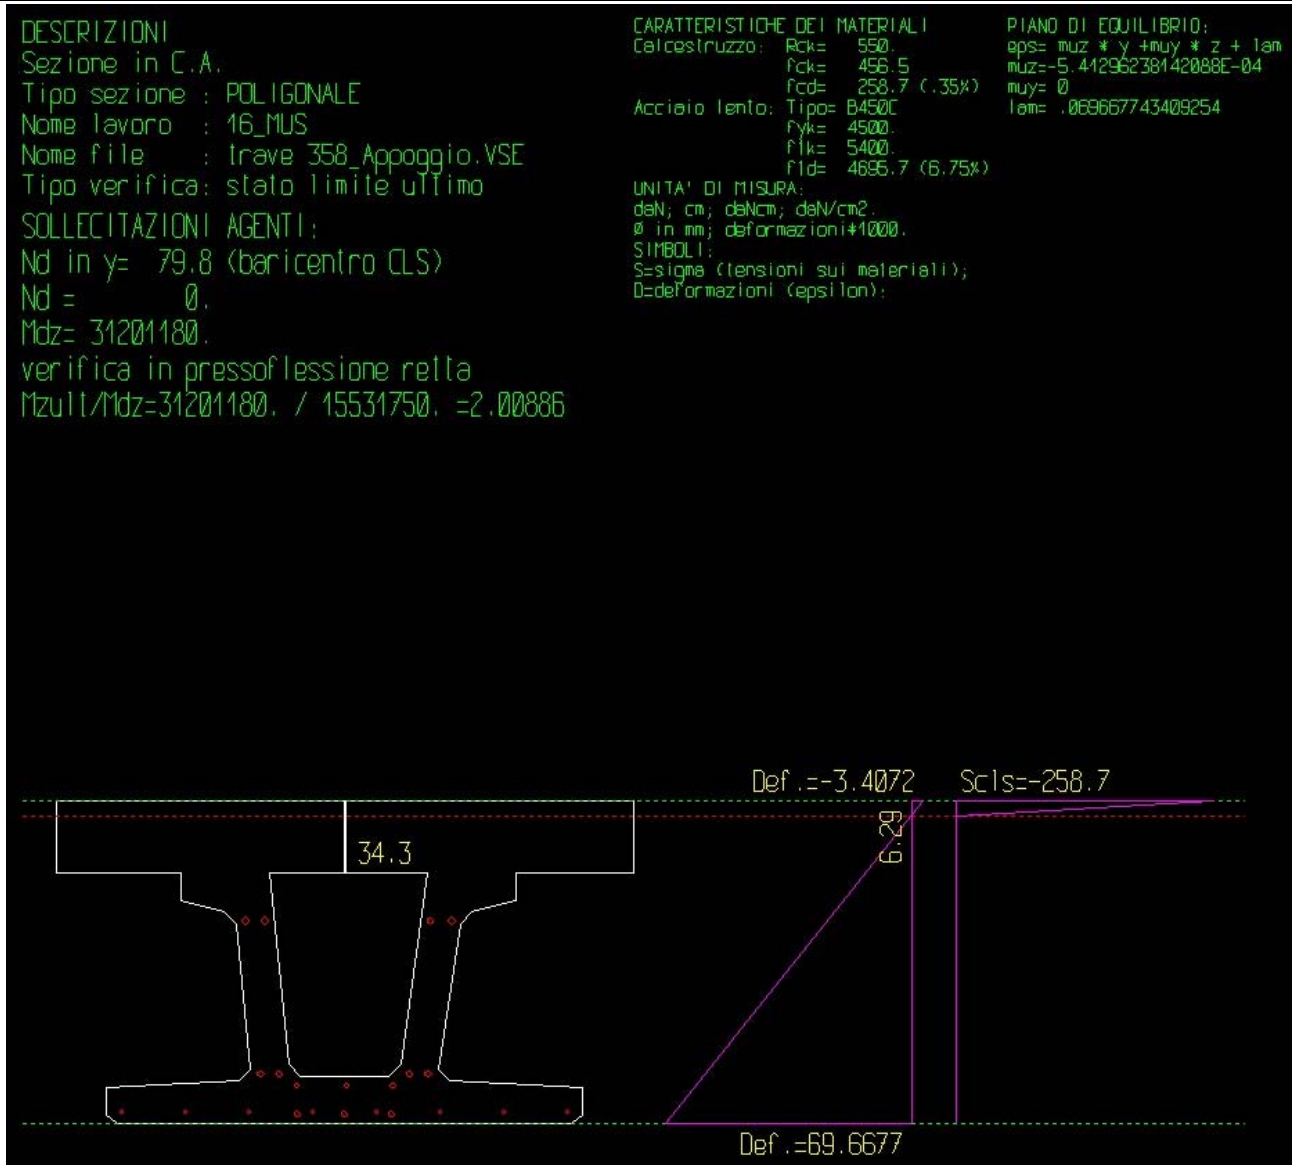 DESCRIZIONI
Sezione in C.A.
Tipo sezione : POLIGONALE
Nome lavoro : 16_MUS
Nome file : trave 358_Appoggio.VSE
Tipo verifica: stato limite ultimo
SOLLECITAZIONI AGENTI:
Nd in y= 79.8 (baricentro CLS)
Nd = 0.
Mdz= 31201180.
verifica in pressoflessione retta
Mzult/Mdz=31201180. / 15531750. =2.00886
CARATTERISTICHE DEI MATERIALI
Calcestruzzo: Rck= 550.
fck= 456.5
fcd= 258.7 (.35%)
Acciaio lento: Tipo= B450C
fyk= 4500.
ftk= 5400.
ftd= 4695.7 (6.75%)
UNITA' DI MISURA:
daN; cm; daNcm; daN/cm2.
Ø in mm; deformazioni*1000.
SIMBOLI:
S=sigma (tensioni sui materiali);
D=deformazioni (epsilon);
PIANO DI EQUILIBRIO:
eps= muz * y +muy * z + lam
muz=-5.41296238142088E-04
muy= 0
lam= .069667743409254
Def.=-3.4072 Scls=-258.7
6.29
34.3
Def.=69.6677